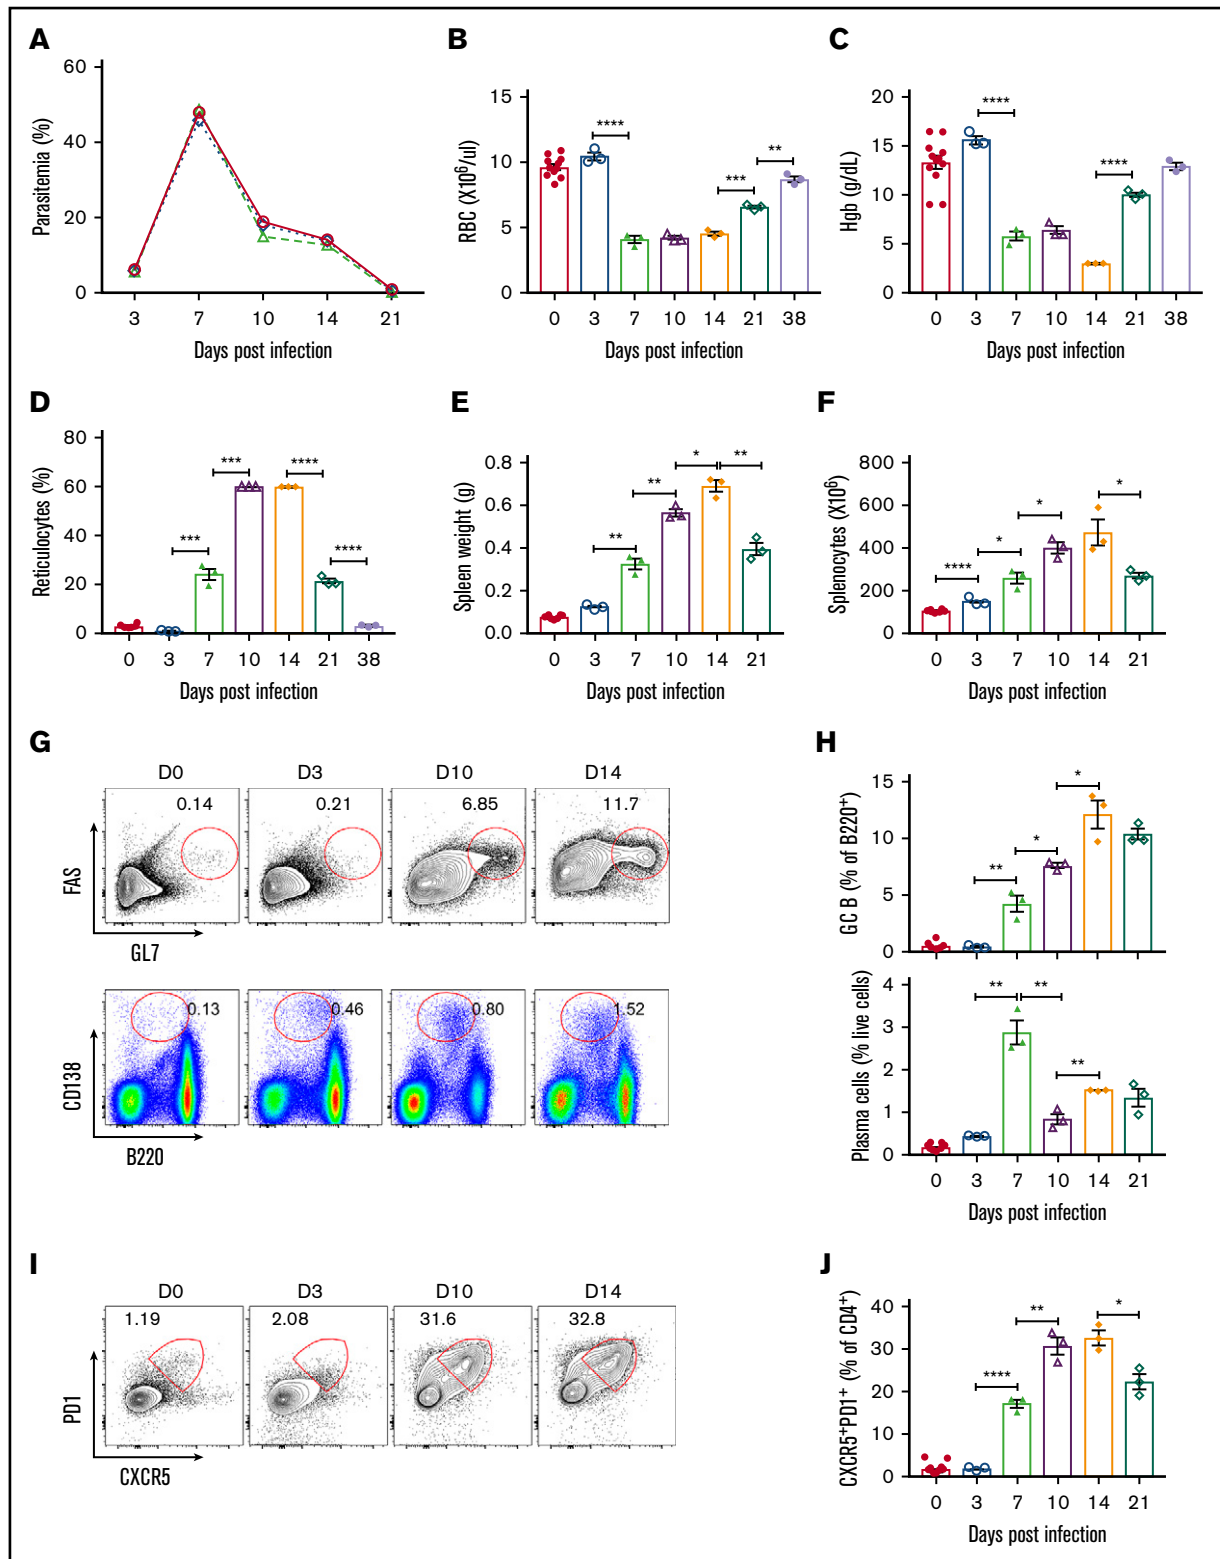 A
Parasitemia (%)
60
40
20
0
3 7 10 14 21
Days post infection
B
RBC (X10⁶/ul)
15
10
5
0
****
***
**
0 3 7 10 14 21 38
Days post infection
C
Hgb (g/dL)
20
15
10
5
0
****
****
0 3 7 10 14 21 38
Days post infection
D
Reticulocytes (%)
80
60
40
20
0
***
***
****
****
0 3 7 10 14 21 38
Days post infection
E
Spleen weight (g)
0.8
0.6
0.4
0.2
0.0
**
**
*
**
0 3 7 10 14 21
Days post infection
F
Splenocytes (X10⁶)
800
600
400
200
0
****
*
*
*
0 3 7 10 14 21
Days post infection
G
D0 D3 D10 D14
0.14 0.21 6.85 11.7
FAS
GL7
0.13 0.46 0.80 1.52
CD138
B220
H
GC B (% of B220⁺)
15
10
5
0
**
*
*
Plasma cells (% live cells)
4
3
2
1
0
** **
**
0 3 7 10 14 21
Days post infection
I
D0 D3 D10 D14
1.19 2.08 31.6 32.8
PD1
CXCR5
J
CXCR5⁺PD1⁺ (% of CD4⁺)
40
30
20
10
0
****
**
*
0 3 7 10 14 21
Days post infection